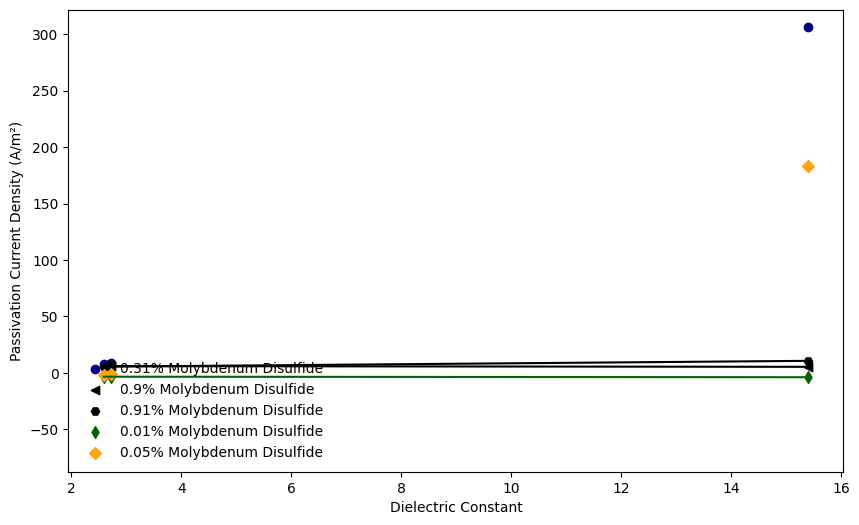 300
250
200
150
100
50
0
−50
Passivation Current Density (A/m²)
0.31% Molybdenum Disulfide
0.9% Molybdenum Disulfide
0.91% Molybdenum Disulfide
0.01% Molybdenum Disulfide
0.05% Molybdenum Disulfide
2 4 6 8 10 12 14 16
Dielectric Constant